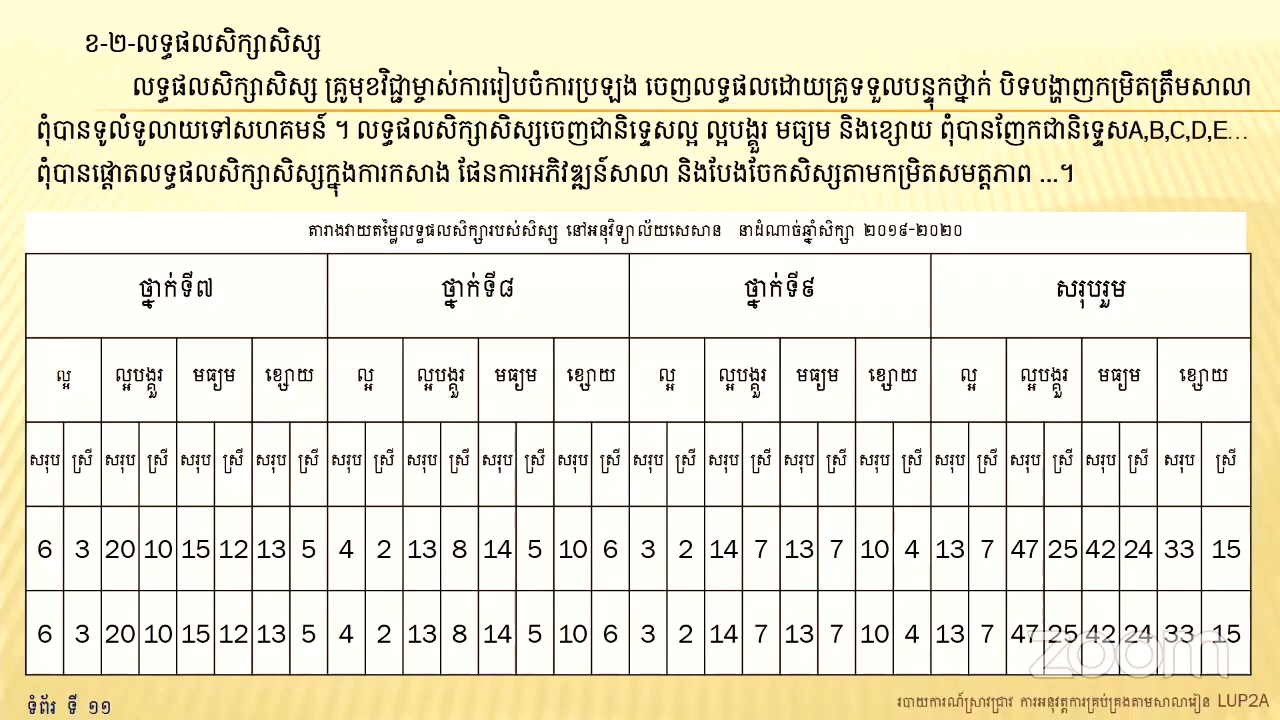 ខ-២-លទ្ធផលសិក្សាសិស្ស
លទ្ធផលសិក្សាសិស្ស គ្រូមុខវិជ្ជាម្ចាស់ការរៀបចំការប្រឡង ចេញលទ្ធផលដោយគ្រូទទួលបន្ទុកថ្នាក់ បិទបង្ហាញកម្រិតត្រឹមសាលា
ពុំបានទូលំទូលាយទៅសហគមន៍ ។ លទ្ធផលសិក្សាសិស្សចេញជានិទ្ទេសល្អ ល្អបង្គួរ មធ្យម និងខ្សោយ ពុំបានញែកជានិទ្ទេសA,B,C,D,E...
ពុំបានផ្តោតលទ្ធផលសិក្សាសិស្សក្នុងការកសាង ផែនការអភិវឌ្ឍន៍សាលា និងបែងចែកសិស្សតាមកម្រិតសមត្ថភាព ...។
តារាងវាយតម្លៃលទ្ធផលសិក្សារបស់សិស្ស នៅអនុវិទ្យាល័យសេសាន នាដំណាច់ឆ្នាំសិក្សា ២០១៩-២០២០
ថ្នាក់ទី៧ ថ្នាក់ទី៨ ថ្នាក់ទី៩ សរុបរួម
ល្អ ល្អបង្គួរ មធ្យម ខ្សោយ ល្អ ល្អបង្គួរ មធ្យម ខ្សោយ ល្អ ល្អបង្គួរ មធ្យម ខ្សោយ ល្អ ល្អបង្គួរ មធ្យម ខ្សោយ
សរុប ស្រី សរុប ស្រី សរុប ស្រី សរុប ស្រី សរុប ស្រី សរុប ស្រី សរុប ស្រី សរុប ស្រី សរុប ស្រី សរុប ស្រី សរុប ស្រី សរុប ស្រី សរុប ស្រី សរុប ស្រី សរុប ស្រី សរុប ស្រី
6 3 20 10 15 12 13 5 4 2 13 8 14 5 10 6 3 2 14 7 13 7 10 4 13 7 47 25 42 24 33 15
6 3 20 10 15 12 13 5 4 2 13 8 14 5 10 6 3 2 14 7 13 7 10 4 13 7 47 25 42 24 33 15
zoom
ទំព័រ ទី ១១ របាយការណ៍ស្រាវជ្រាវ ការអនុវត្តការគ្រប់គ្រងតាមសាលារៀន LUP2A